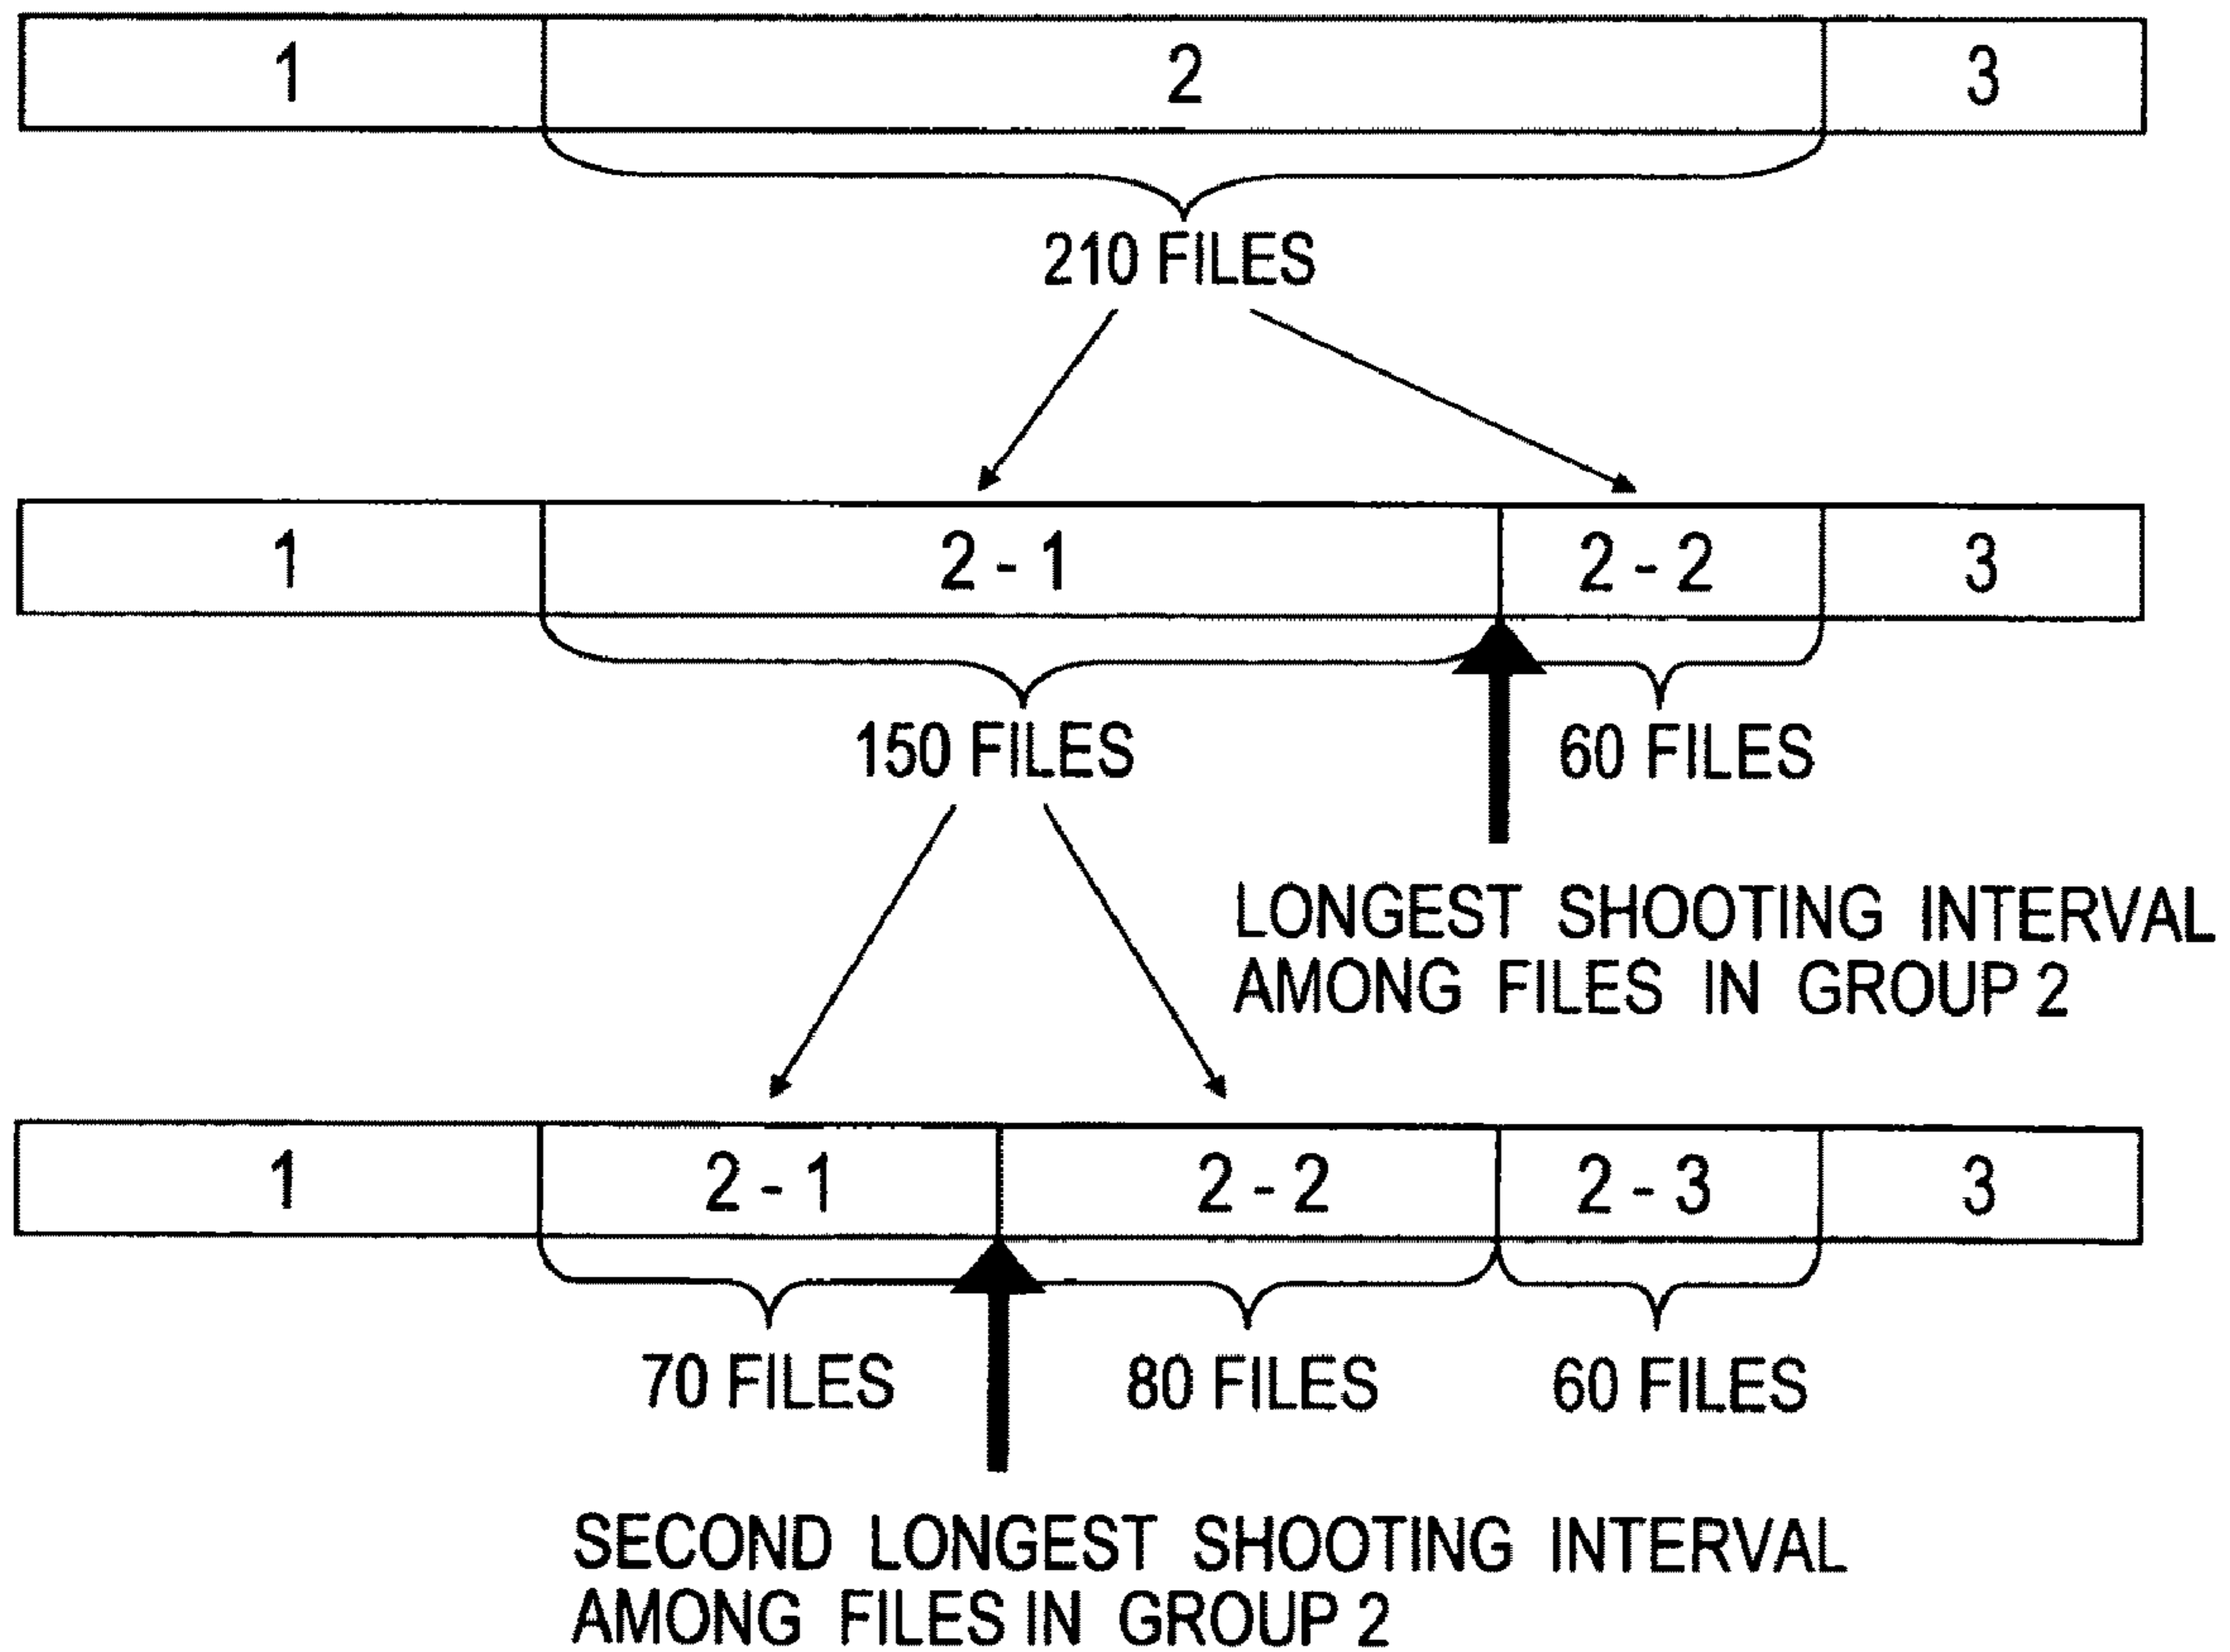 1 2 3
210 FILES
1 2 - 1 2 - 2 3
150 FILES 60 FILES
LONGEST SHOOTING INTERVAL
AMONG FILES IN GROUP 2
1 2 - 1 2 - 2 2 - 3 3
70 FILES 80 FILES 60 FILES
SECOND LONGEST SHOOTING INTERVAL
AMONG FILES IN GROUP 2